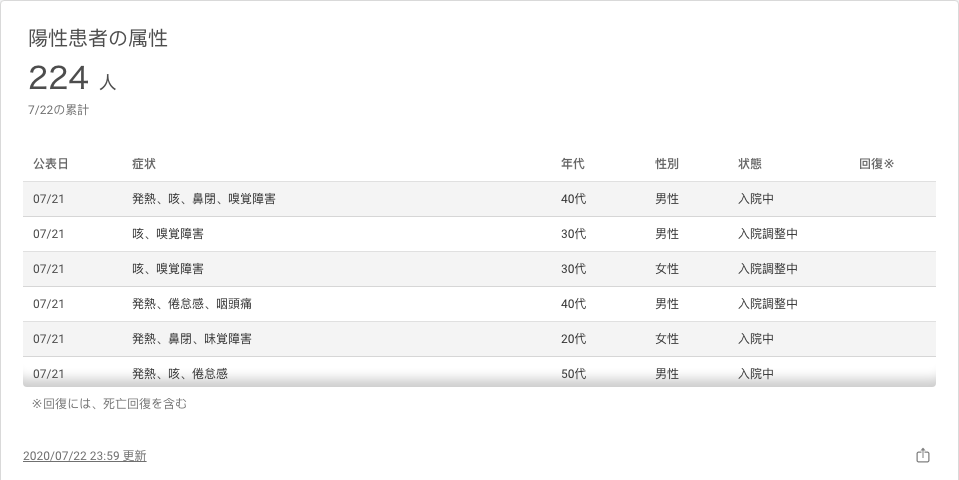 陽性患者の属性
224 人
7/22の累計
公表日 症状 年代 性別 状態 回復※
07/21 発熱、咳、鼻閉、嗅覚障害 40代 男性 入院中
07/21 咳、嗅覚障害 30代 男性 入院調整中
07/21 咳、嗅覚障害 30代 女性 入院調整中
07/21 発熱、倦怠感、咽頭痛 40代 男性 入院調整中
07/21 発熱、鼻閉、味覚障害 20代 女性 入院中
07/21 発熱、咳、倦怠感 50代 男性 入院中
※回復には、死亡回復を含む
2020/07/22 23:59 更新